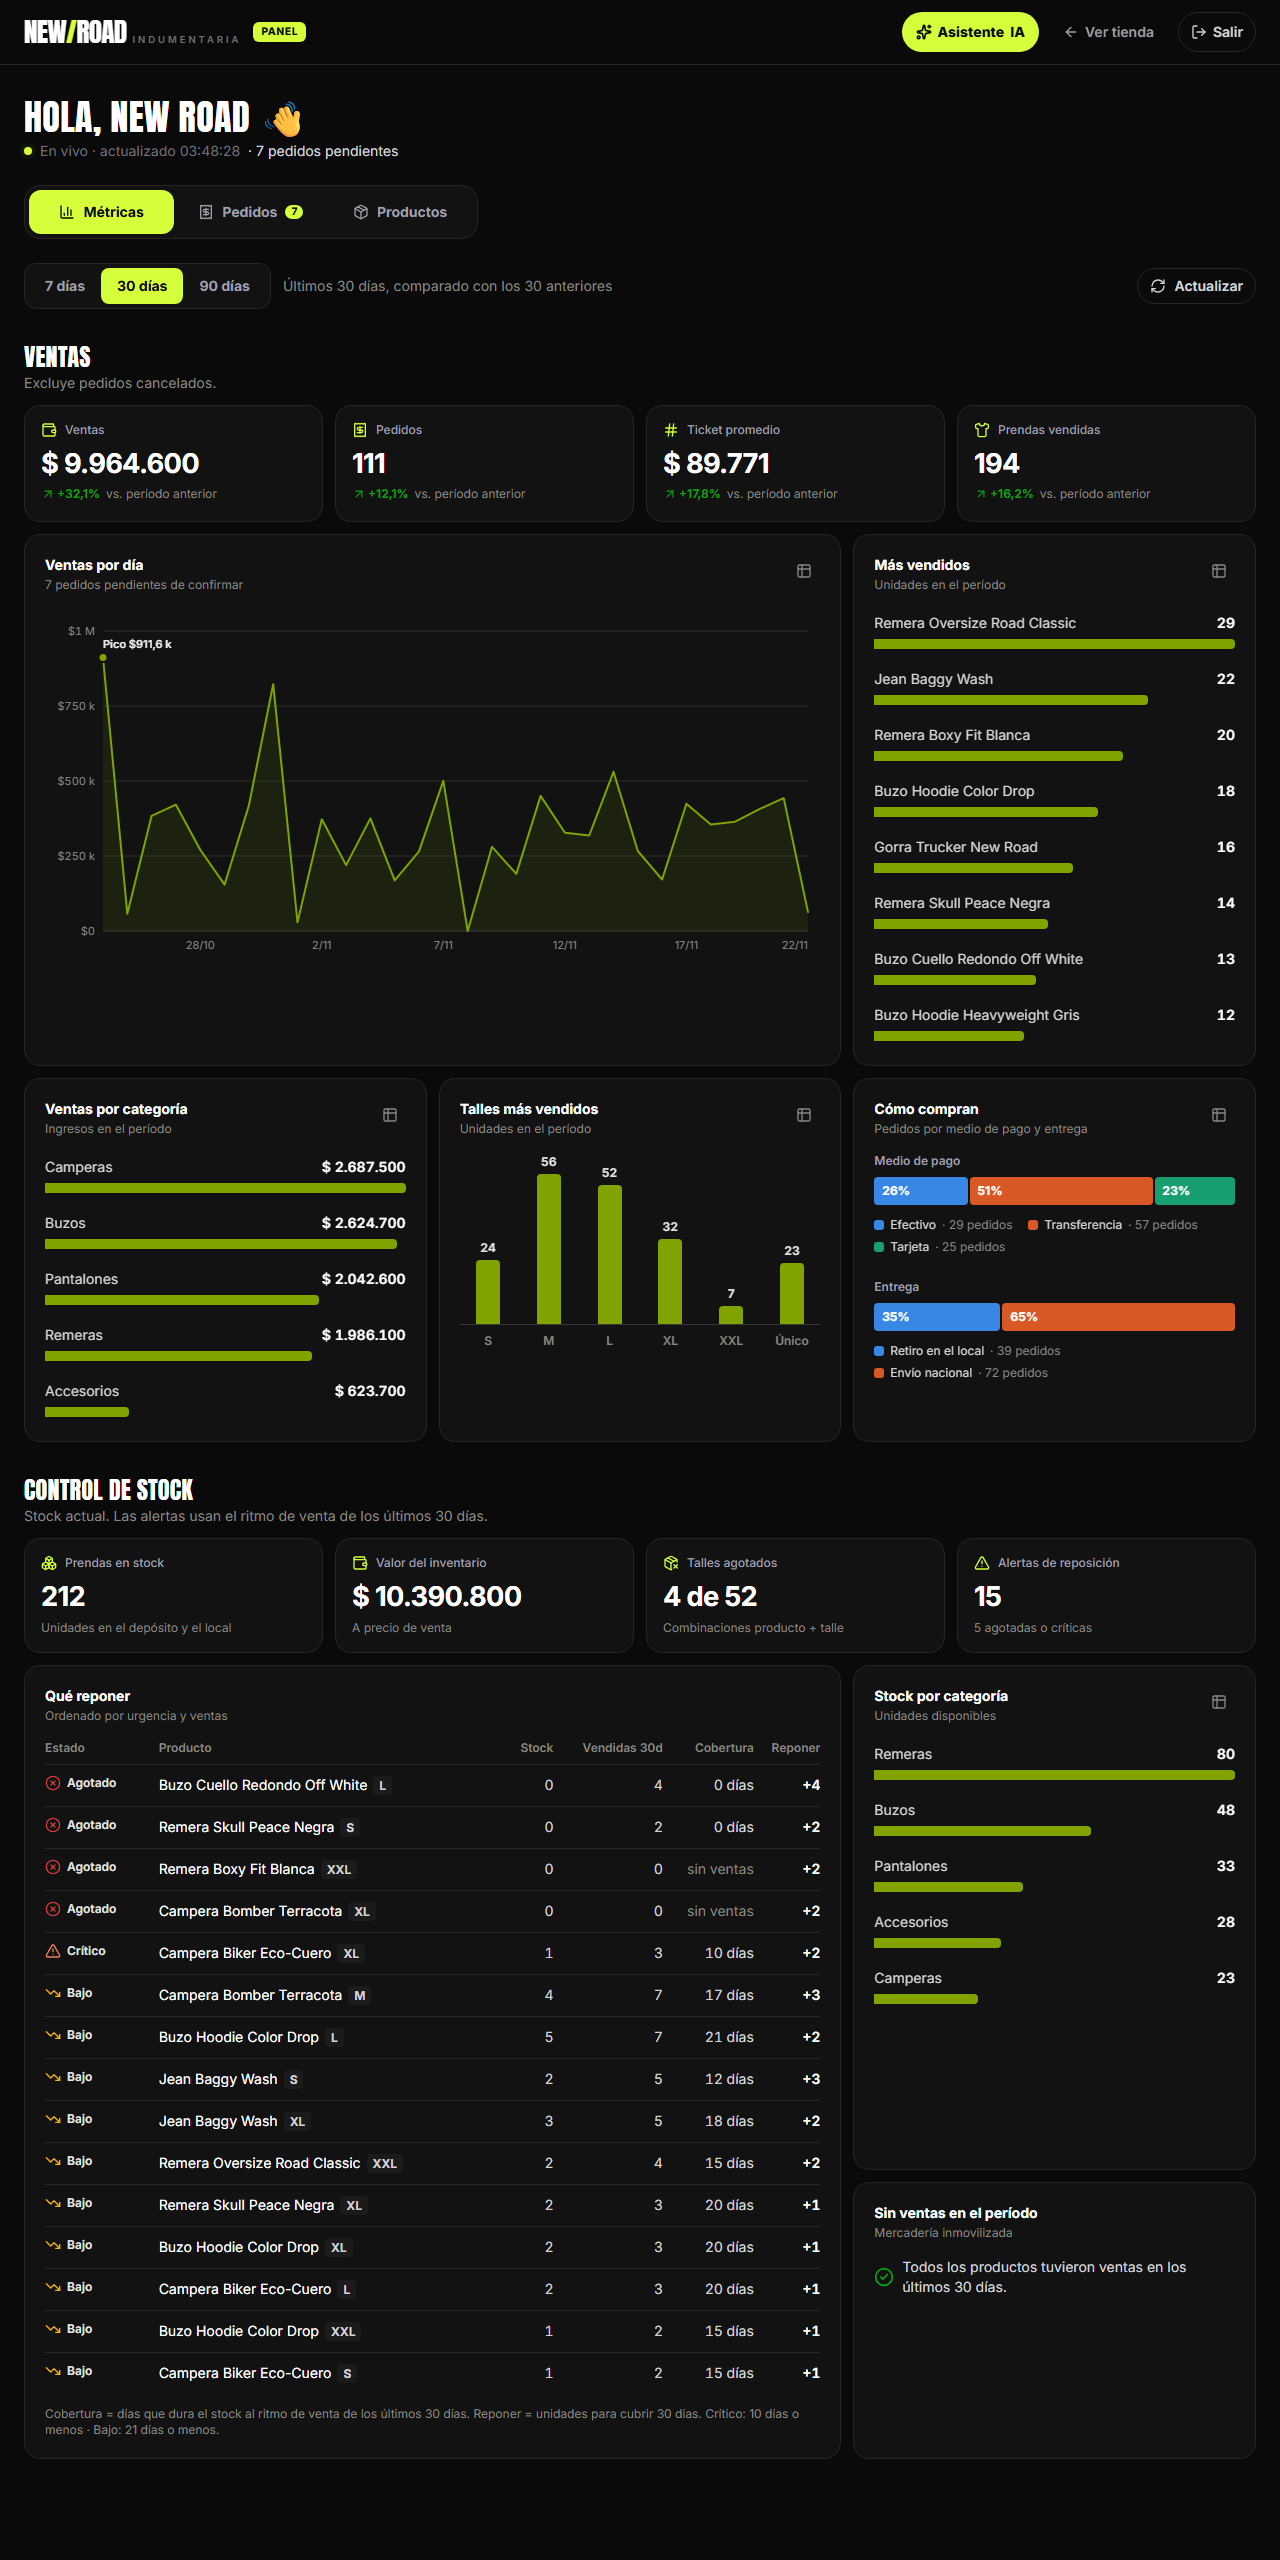 NEW/ROAD INDUMENTARIA PANEL
Asistente IA
Ver tienda
Salir
HOLA, NEW ROAD 👋
En vivo · actualizado 03:48:28 · 7 pedidos pendientes
Métricas
Pedidos 7
Productos
7 días
30 días
90 días
Últimos 30 días, comparado con los 30 anteriores
Actualizar
VENTAS
Excluye pedidos cancelados.
Ventas
$ 9.964.600
+32,1% vs. período anterior
Pedidos
111
+12,1% vs. período anterior
Ticket promedio
$ 89.771
+17,8% vs. período anterior
Prendas vendidas
194
+16,2% vs. período anterior
Ventas por día
7 pedidos pendientes de confirmar
$1 M
Pico $911,6 k
$750 k
$500 k
$250 k
$0
28/10
2/11
7/11
12/11
17/11
22/11
Más vendidos
Unidades en el período
Remera Oversize Road Classic 29
Jean Baggy Wash 22
Remera Boxy Fit Blanca 20
Buzo Hoodie Color Drop 18
Gorra Trucker New Road 16
Remera Skull Peace Negra 14
Buzo Cuello Redondo Off White 13
Buzo Hoodie Heavyweight Gris 12
Ventas por categoría
Ingresos en el período
Camperas $ 2.687.500
Buzos $ 2.624.700
Pantalones $ 2.042.600
Remeras $ 1.986.100
Accesorios $ 623.700
Talles más vendidos
Unidades en el período
24
56
52
32
7
23
S
M
L
XL
XXL
Único
Cómo compran
Pedidos por medio de pago y entrega
Medio de pago
26%
51%
23%
Efectivo · 29 pedidos
Transferencia · 57 pedidos
Tarjeta · 25 pedidos
Entrega
35%
65%
Retiro en el local · 39 pedidos
Envío nacional · 72 pedidos
CONTROL DE STOCK
Stock actual. Las alertas usan el ritmo de venta de los últimos 30 días.
Prendas en stock
212
Unidades en el depósito y el local
Valor del inventario
$ 10.390.800
A precio de venta
Talles agotados
4 de 52
Combinaciones producto + talle
Alertas de reposición
15
5 agotadas o críticas
Qué reponer
Ordenado por urgencia y ventas
Estado Producto Stock Vendidas 30d Cobertura Reponer
Agotado Buzo Cuello Redondo Off White L 0 4 0 días +4
Agotado Remera Skull Peace Negra S 0 2 0 días +2
Agotado Remera Boxy Fit Blanca XXL 0 0 sin ventas +2
Agotado Campera Bomber Terracota XL 0 0 sin ventas +2
Crítico Campera Biker Eco-Cuero XL 1 3 10 días +2
Bajo Campera Bomber Terracota M 4 7 17 días +3
Bajo Buzo Hoodie Color Drop L 5 7 21 días +2
Bajo Jean Baggy Wash S 2 5 12 días +3
Bajo Jean Baggy Wash XL 3 5 18 días +2
Bajo Remera Oversize Road Classic XXL 2 4 15 días +2
Bajo Remera Skull Peace Negra XL 2 3 20 días +1
Bajo Buzo Hoodie Color Drop XL 2 3 20 días +1
Bajo Campera Biker Eco-Cuero L 2 3 20 días +1
Bajo Buzo Hoodie Color Drop XXL 1 2 15 días +1
Bajo Campera Biker Eco-Cuero S 1 2 15 días +1
Cobertura = días que dura el stock al ritmo de venta de los últimos 30 días. Reponer = unidades para cubrir 30 días. Crítico: 10 días o
menos · Bajo: 21 días o menos.
Stock por categoría
Unidades disponibles
Remeras 80
Buzos 48
Pantalones 33
Accesorios 28
Camperas 23
Sin ventas en el período
Mercadería inmovilizada
Todos los productos tuvieron ventas en los
últimos 30 días.